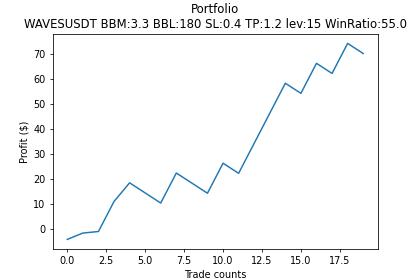 Portfolio
WAVESUSDT BBM:3.3 BBL:180 SL:0.4 TP:1.2 lev:15 WinRatio:55.0
70
60
50
40
30
20
10
0
Profit ($)
0.0 2.5 5.0 7.5 10.0 12.5 15.0 17.5
Trade counts